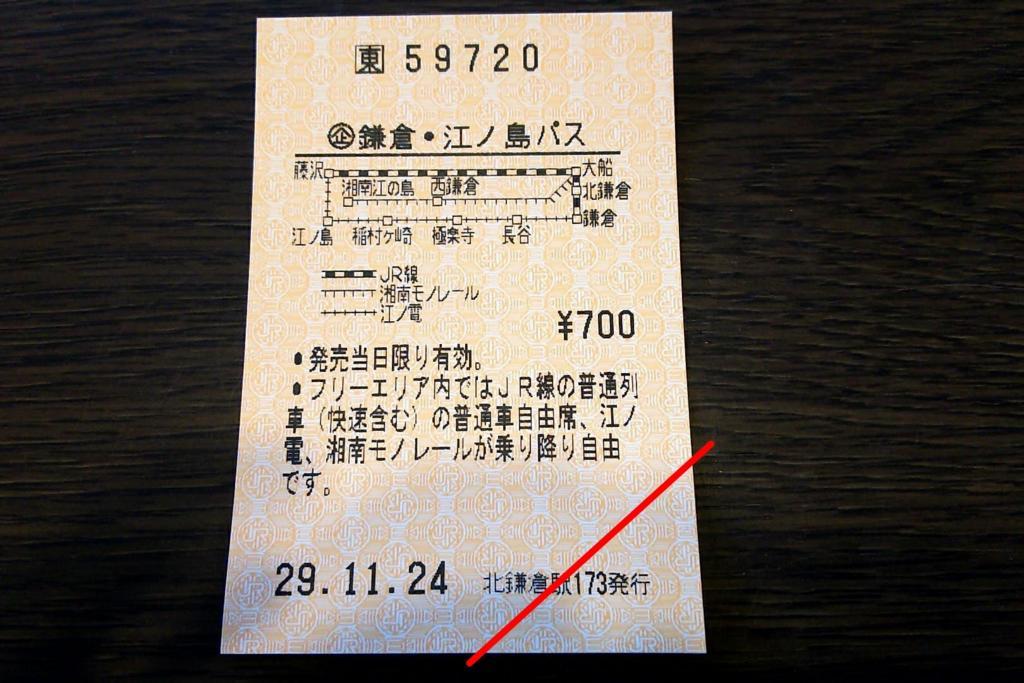 東 59720
企鎌倉・江ノ島パス
藤沢 大船
湘南江の島 西鎌倉 北鎌倉
鎌倉
江ノ島 稲村ヶ崎 極楽寺 長谷
JR線
湘南モノレール
江ノ電
¥700
•発売当日限り有効。
•フリーエリア内ではJR線の普通列
車(快速含む)の普通車自由席、江ノ
電、湘南モノレールが乗り降り自由
です。
29.11.24 北鎌倉駅173発行